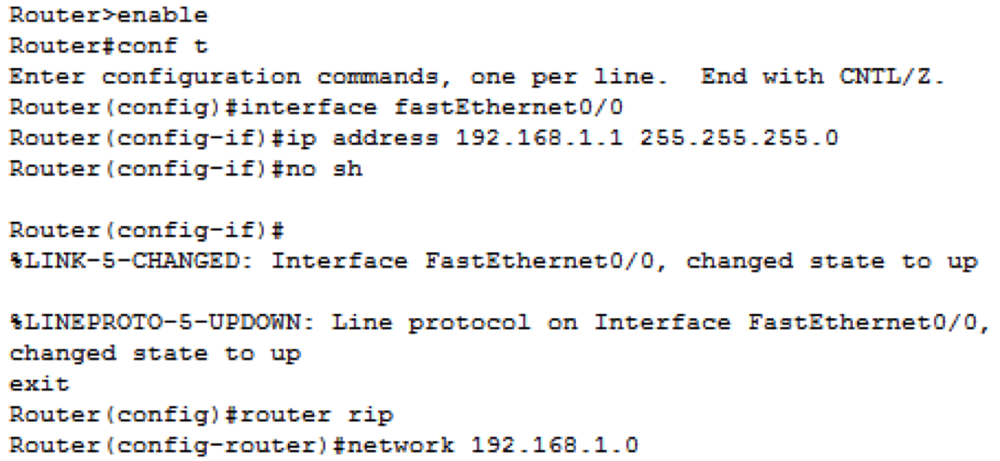 Router>enable
Router#conf t
Enter configuration commands, one per line.  End with CNTL/Z.
Router(config)#interface fastEthernet0/0
Router(config-if)#ip address 192.168.1.1 255.255.255.0
Router(config-if)#no sh
Router(config-if)#
%LINK-5-CHANGED: Interface FastEthernet0/0, changed state to up
%LINEPROTO-5-UPDOWN: Line protocol on Interface FastEthernet0/0,
changed state to up
exit
Router(config)#router rip
Router(config-router)#network 192.168.1.0